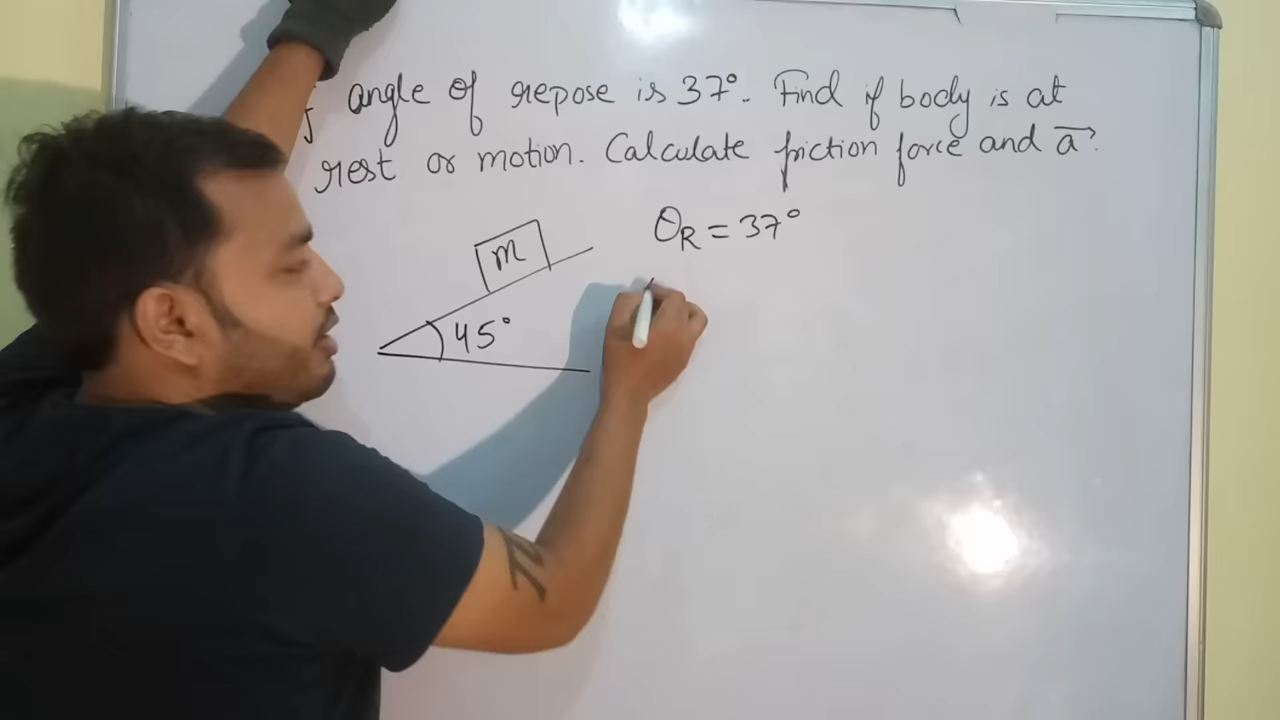 angle of repose is 37°. Find if body is at
rest or motion. Calculate friction force and a⃗.
θR = 37°
m
45°